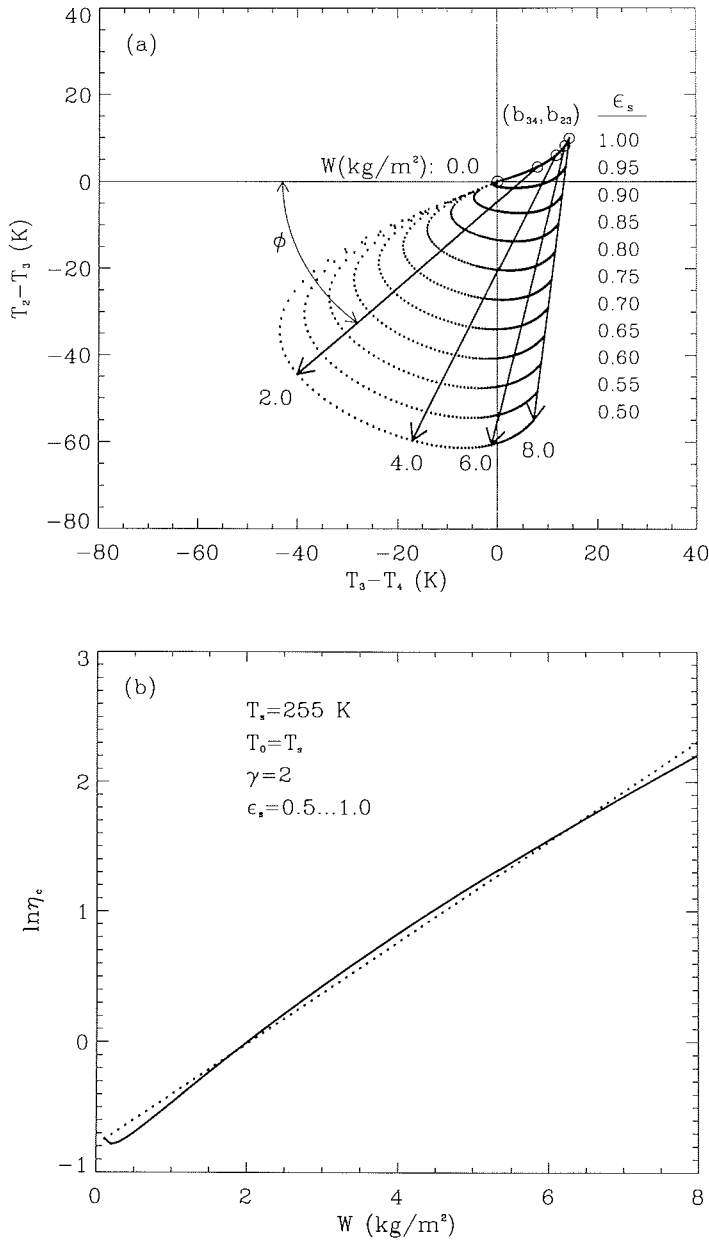 (a)
40
20
0
−20
−40
−60
−80
T₂−T₃ (K)
(b₃₄,b₂₃)
W(kg/m²): 0.0
ϕ
2.0
4.0
6.0
8.0
ϵₛ
1.00
0.95
0.90
0.85
0.80
0.75
0.70
0.65
0.60
0.55
0.50
−80 −60 −40 −20 0 20 40
T₃−T₄ (K)
(b)
3
2
1
0
−1
lnη꜀
Tₛ=255 K
T₀=Tₛ
γ=2
ϵₛ=0.5...1.0
0 2 4 6 8
W (kg/m²)